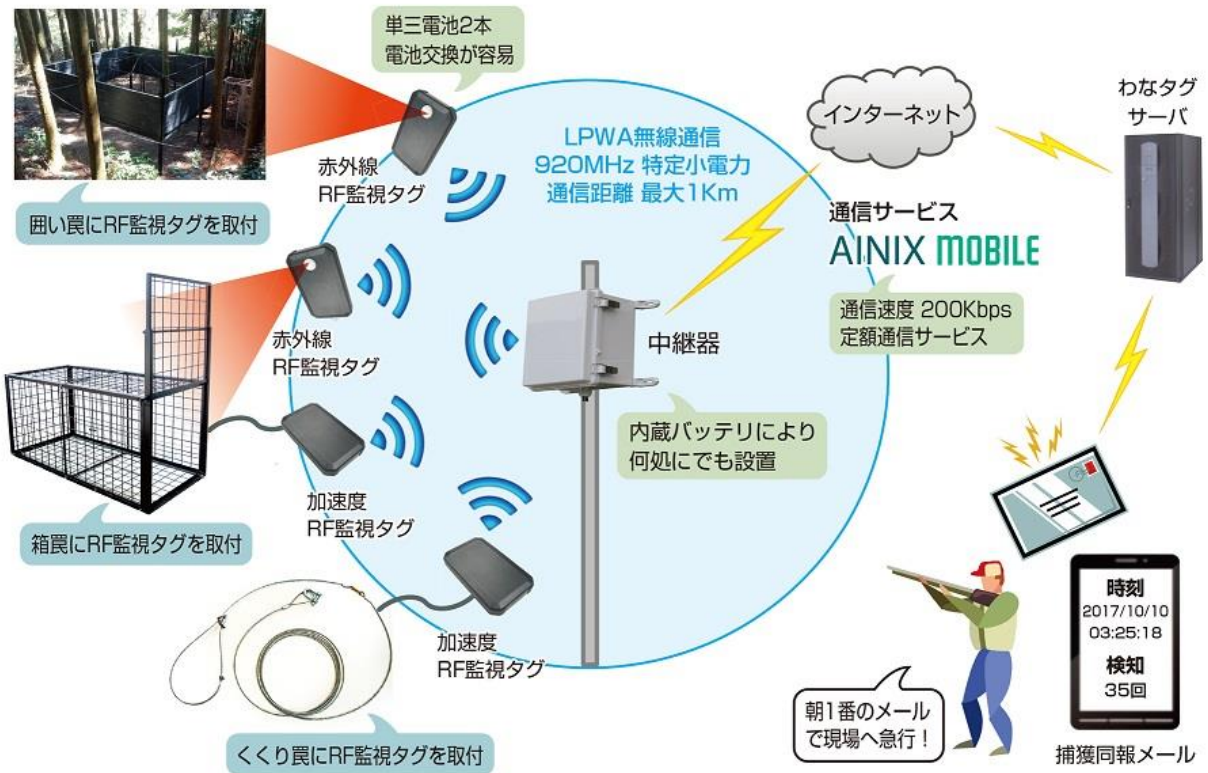 単三電池2本
電池交換が容易
赤外線
RF監視タグ
囲い罠にRF監視タグを取付
LPWA無線通信
920MHz 特定小電力
通信距離 最大1Km
インターネット
わなタグ
サーバ
通信サービス
AINIX MOBILE
通信速度 200Kbps
定額通信サービス
赤外線
RF監視タグ
中継器
内蔵バッテリにより
何処にでも設置
加速度
RF監視タグ
箱罠にRF監視タグを取付
加速度
RF監視タグ
くくり罠にRF監視タグを取付
朝1番のメール
で現場へ急行！
時刻
2017/10/10
03:25:18
検知
35回
捕獲同報メール